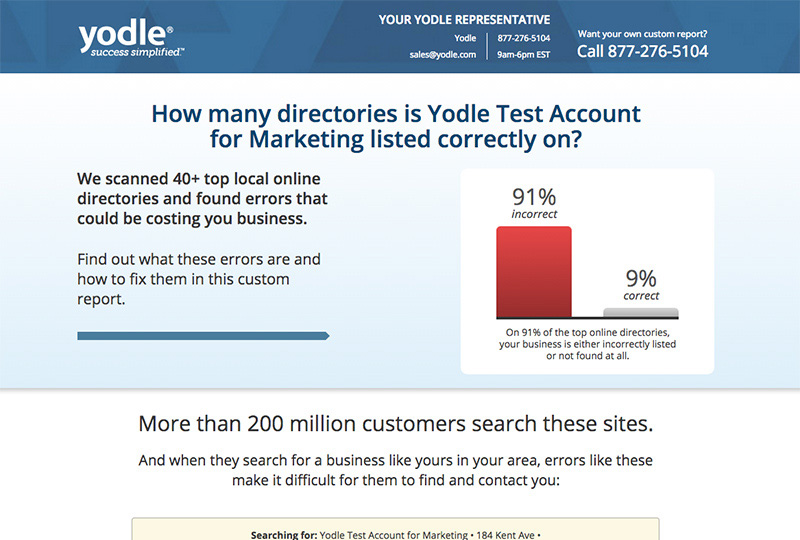 yodle®
success simplified™
YOUR YODLE REPRESENTATIVE
Yodle
877-276-5104
sales@yodle.com
9am-6pm EST
Want your own custom report?
Call 877-276-5104
How many directories is Yodle Test Account
for Marketing listed correctly on?
We scanned 40+ top local online
directories and found errors that
could be costing you business.
Find out what these errors are and
how to fix them in this custom
report.
91%
incorrect
9%
correct
On 91% of the top online directories,
your business is either incorrectly listed
or not found at all.
More than 200 million customers search these sites.
And when they search for a business like yours in your area, errors like these
make it difficult for them to find and contact you:
Searching for: Yodle Test Account for Marketing • 184 Kent Ave •